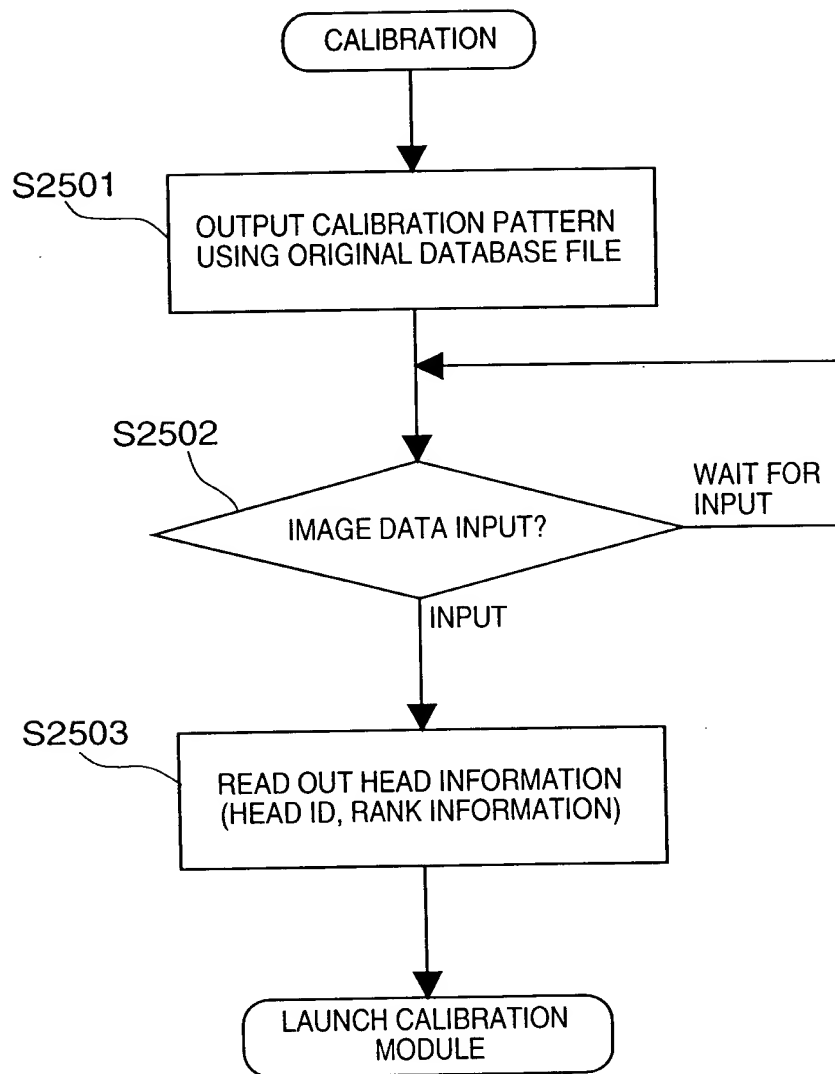 CALIBRATION
S2501
OUTPUT CALIBRATION PATTERN
USING ORIGINAL DATABASE FILE
S2502
WAIT FOR
INPUT
IMAGE DATA INPUT?
INPUT
S2503
READ OUT HEAD INFORMATION
(HEAD ID, RANK INFORMATION)
LAUNCH CALIBRATION
MODULE